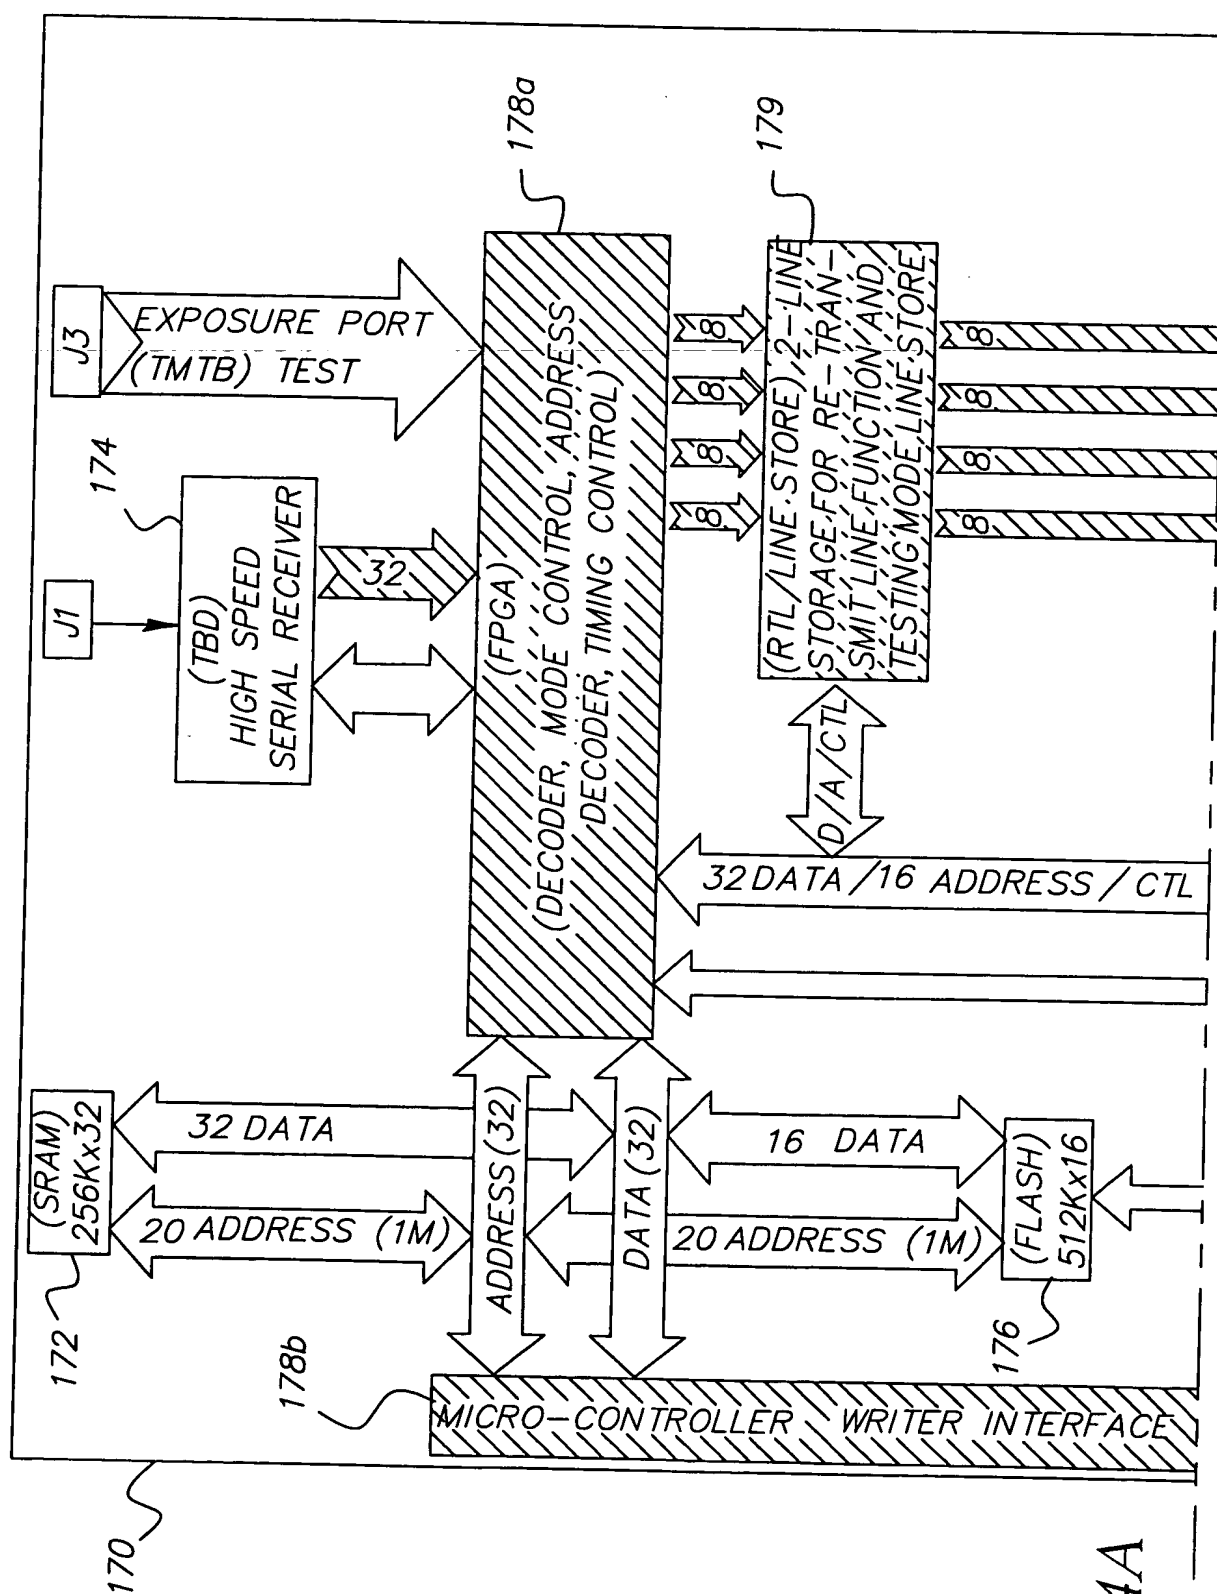 J3
EXPOSURE PORT
(TMTB) TEST
178a
179
174
J1
(TBD)
HIGH SPEED
SERIAL RECEIVER
32
(FPGA)
(DECODER, MODE CONTROL, ADDRESS
DECODER, TIMING CONTROL)
8
8
8
8
(RTL/LINE STORE) 2-LINE
STORAGE FOR RE-TRAN-
SMIT LINE FUNCTION AND
TESTING MODE LINE STORE
8
8
8
8
D/A/CTL
32 DATA/16 ADDRESS/CTL
(SRAM)
256Kx32
172
32 DATA
20 ADDRESS (1M)
ADDRESS(32)
DATA(32)
16 DATA
20 ADDRESS (1M)
(FLASH)
512Kx16
176
178b
MICRO-CONTROLLER WRITER INTERFACE
170
4A